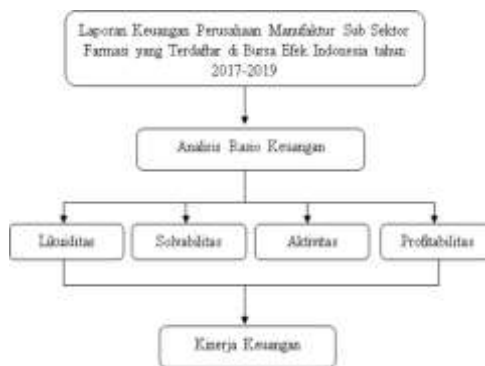 Laporan Keuangan Perusahaan Manufaktur Sub Sektor
Farmasi yang Terdaftar di Bursa Efek Indonesia tahun
2017-2019
Analisis Rasio Keuangan
Likuiditas
Solvabilitas
Aktivitas
Profitabilitas
Kinerja Keuangan